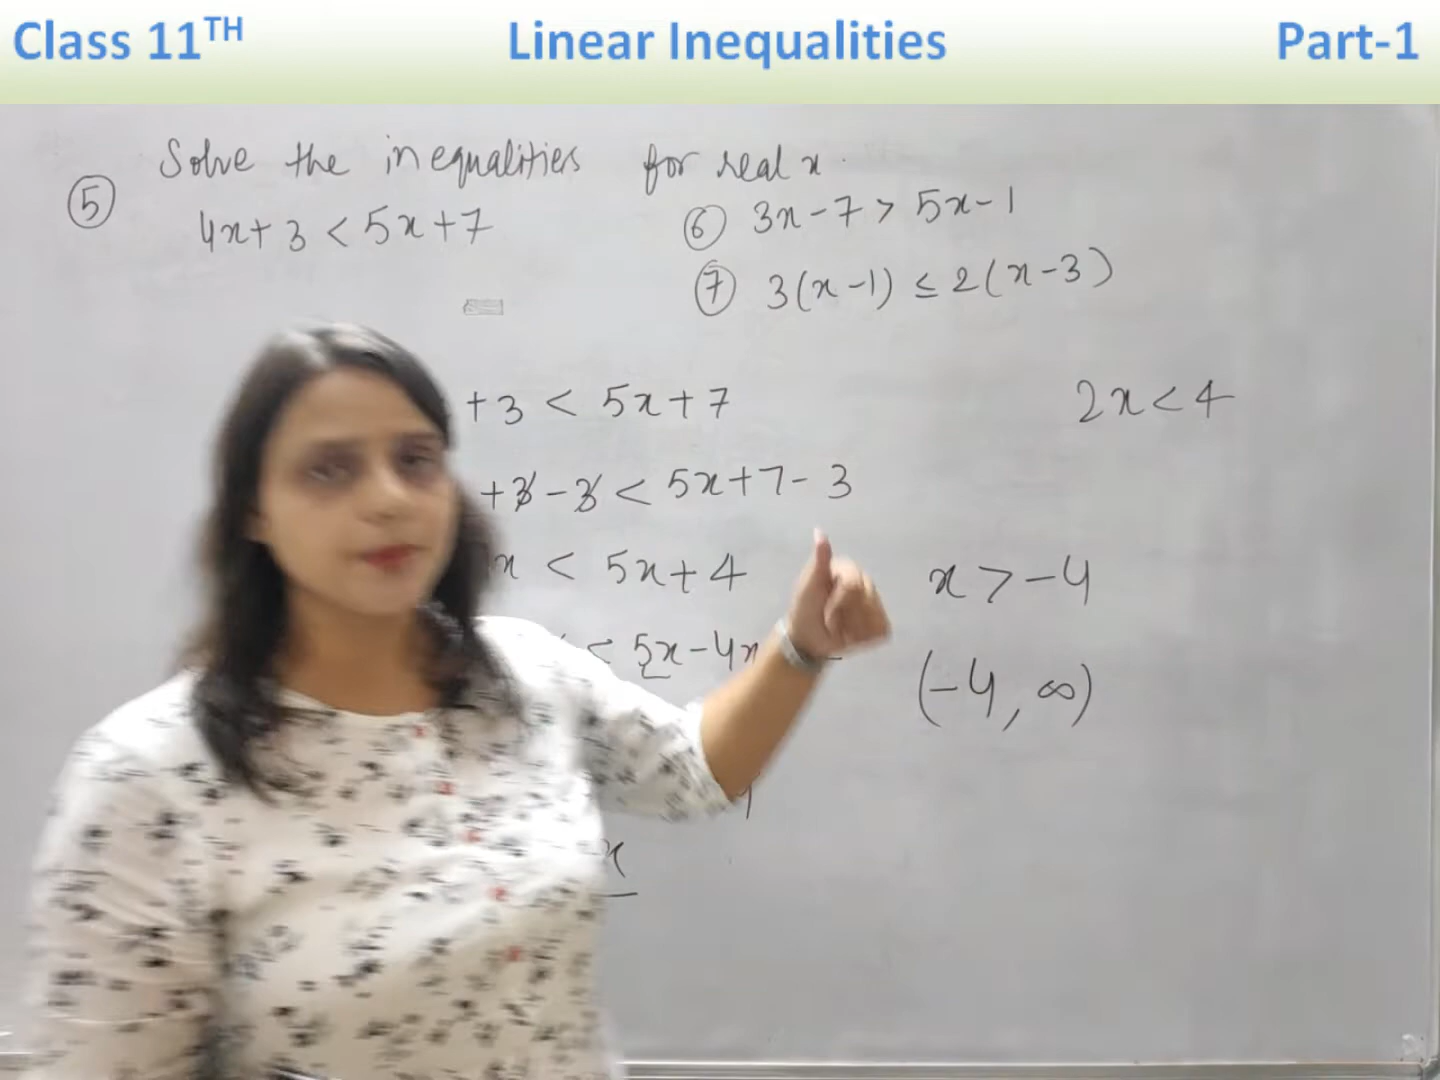 Class 11TH Linear Inequalities Part-1
Solve the inequalities for real x.
5 4x+3 < 5x+7
6 3x-7 > 5x-1
7 3(x-1) ≤ 2(x-3)
+3 < 5x+7
2x < 4
+3-3 < 5x+7-3
x < 5x+4
x > -4
< 5x-4x
(-4, ∞)
x